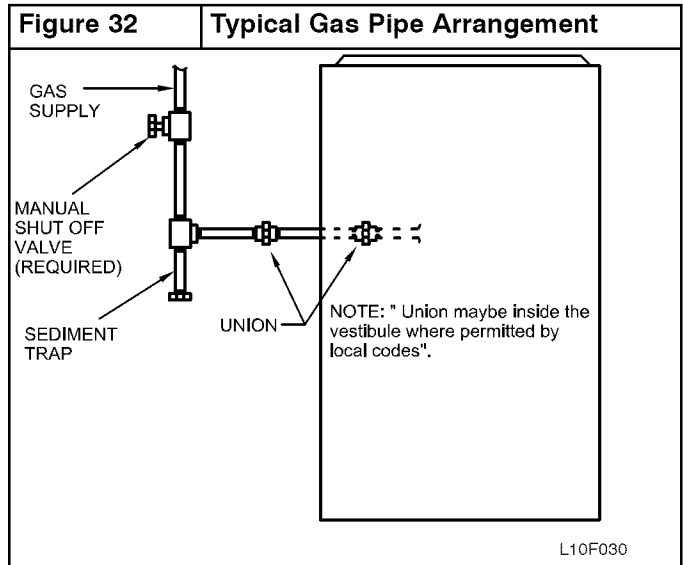 Figure 32 Typical Gas Pipe Arrangement
GAS
SUPPLY
MANUAL
SHUT OFF
VALVE
(REQUIRED)
SEDIMENT
TRAP
UNION
NOTE: " Union maybe inside the
vestibule where permitted by
local codes".
L10F030